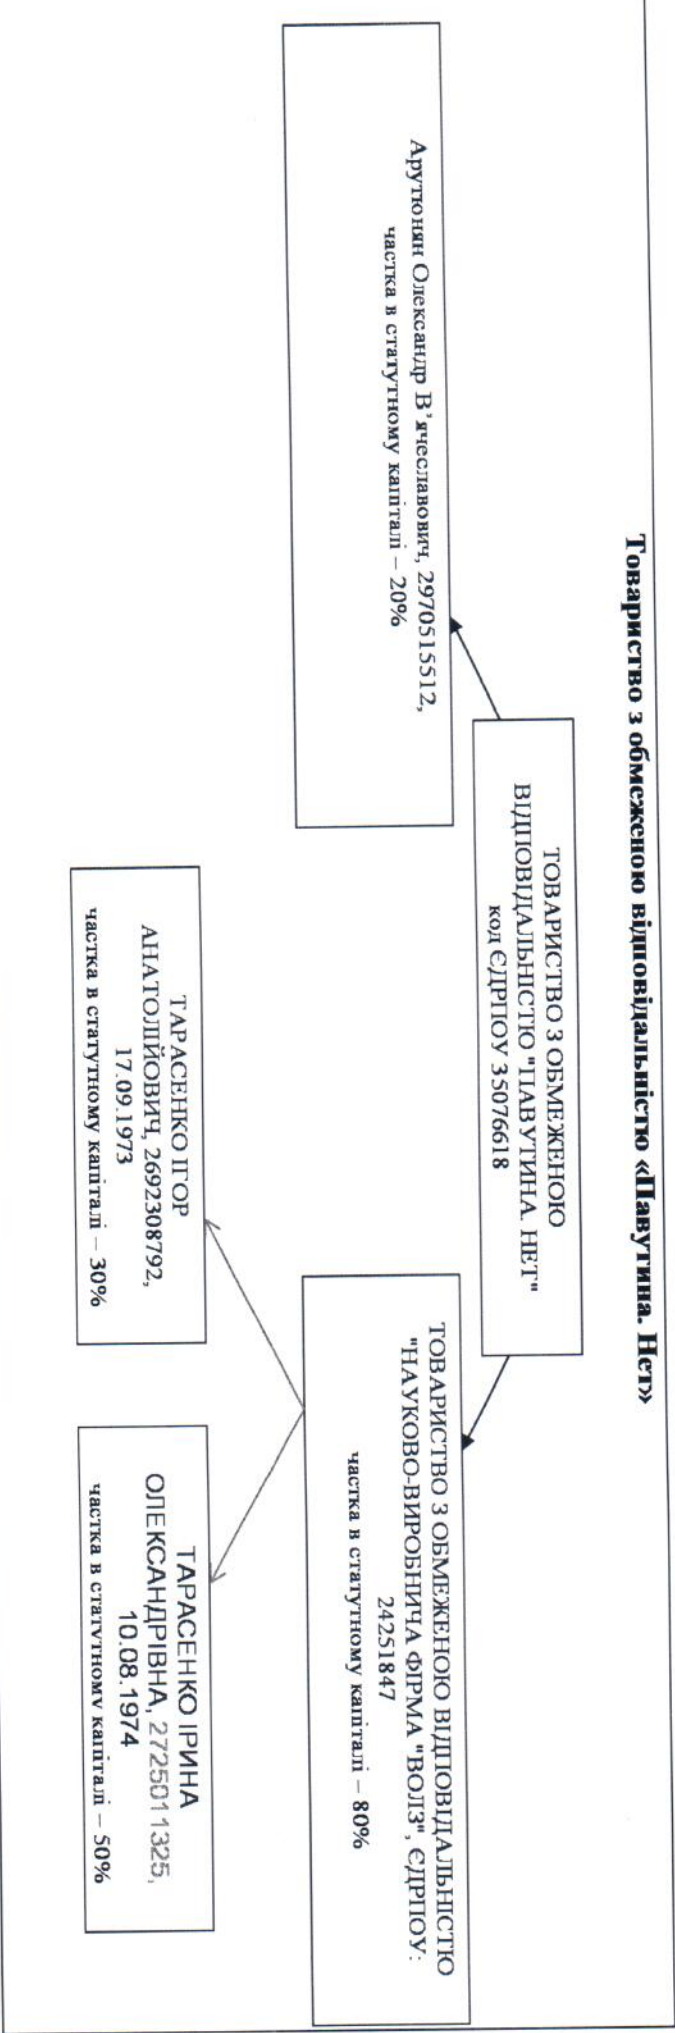 Товариство з обмеженою відповідальністю «Павутина. Нет»
ТОВАРИСТВО З ОБМЕЖЕНОЮ
ВІДПОВІДАЛЬНІСТЮ "ПАВУТИНА. НЕТ"
код ЄДРПОУ 35076618
Арутюнян Олександр В'ячеславович, 2970515512,
частка в статутному капіталі – 20%
ТОВАРИСТВО З ОБМЕЖЕНОЮ ВІДПОВІДАЛЬНІСТЮ
"НАУКОВО-ВИРОБНИЧА ФІРМА "ВОЛЗ", ЄДРПОУ:
24251847
частка в статутному капіталі – 80%
ТАРАСЕНКО ІГОР
АНАТОЛІЙОВИЧ, 2692308792,
17.09.1973
частка в статутному капіталі – 30%
ТАРАСЕНКО ІРИНА
ОЛЕКСАНДРІВНА, 2725011325,
10.08.1974
частка в статутному капіталі – 50%